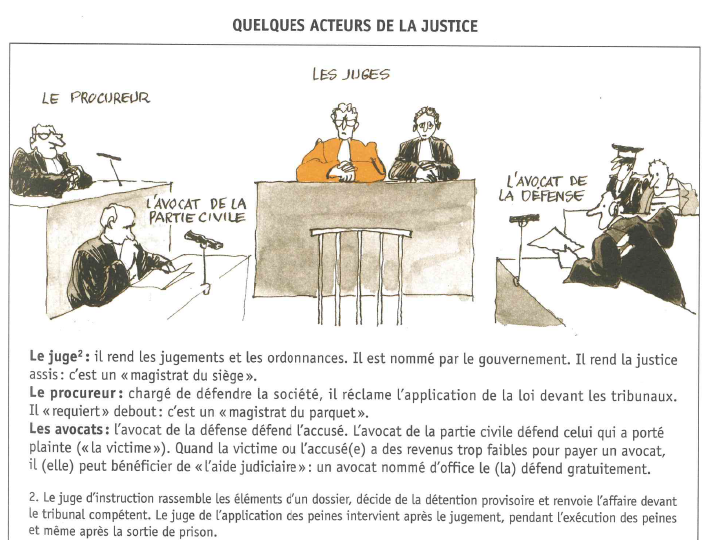 QUELQUES ACTEURS DE LA JUSTICE
LES JUGES
LE PROCUREUR
L'AVOCAT DE LA
PARTIE CIVILE
L'AVOCAT DE
LA DÉFENSE
Le juge² : il rend les jugements et les ordonnances. Il est nommé par le gouvernement. Il rend la justice
assis : c'est un « magistrat du siège ».
Le procureur : chargé de défendre la société, il réclame l'application de la loi devant les tribunaux.
Il « requiert » debout : c'est un « magistrat du parquet ».
Les avocats : l'avocat de la défense défend l'accusé. L'avocat de la partie civile défend celui qui a porté
plainte (« la victime »). Quand la victime ou l'accusé(e) a des revenus trop faibles pour payer un avocat,
il (elle) peut bénéficier de « l'aide judiciaire » : un avocat nommé d'office le (la) défend gratuitement.
2. Le juge d'instruction rassemble les éléments d'un dossier, décide de la détention provisoire et renvoie l'affaire devant
le tribunal compétent. Le juge de l'application des peines intervient après le jugement, pendant l'exécution des peines
et même après la sortie de prison.